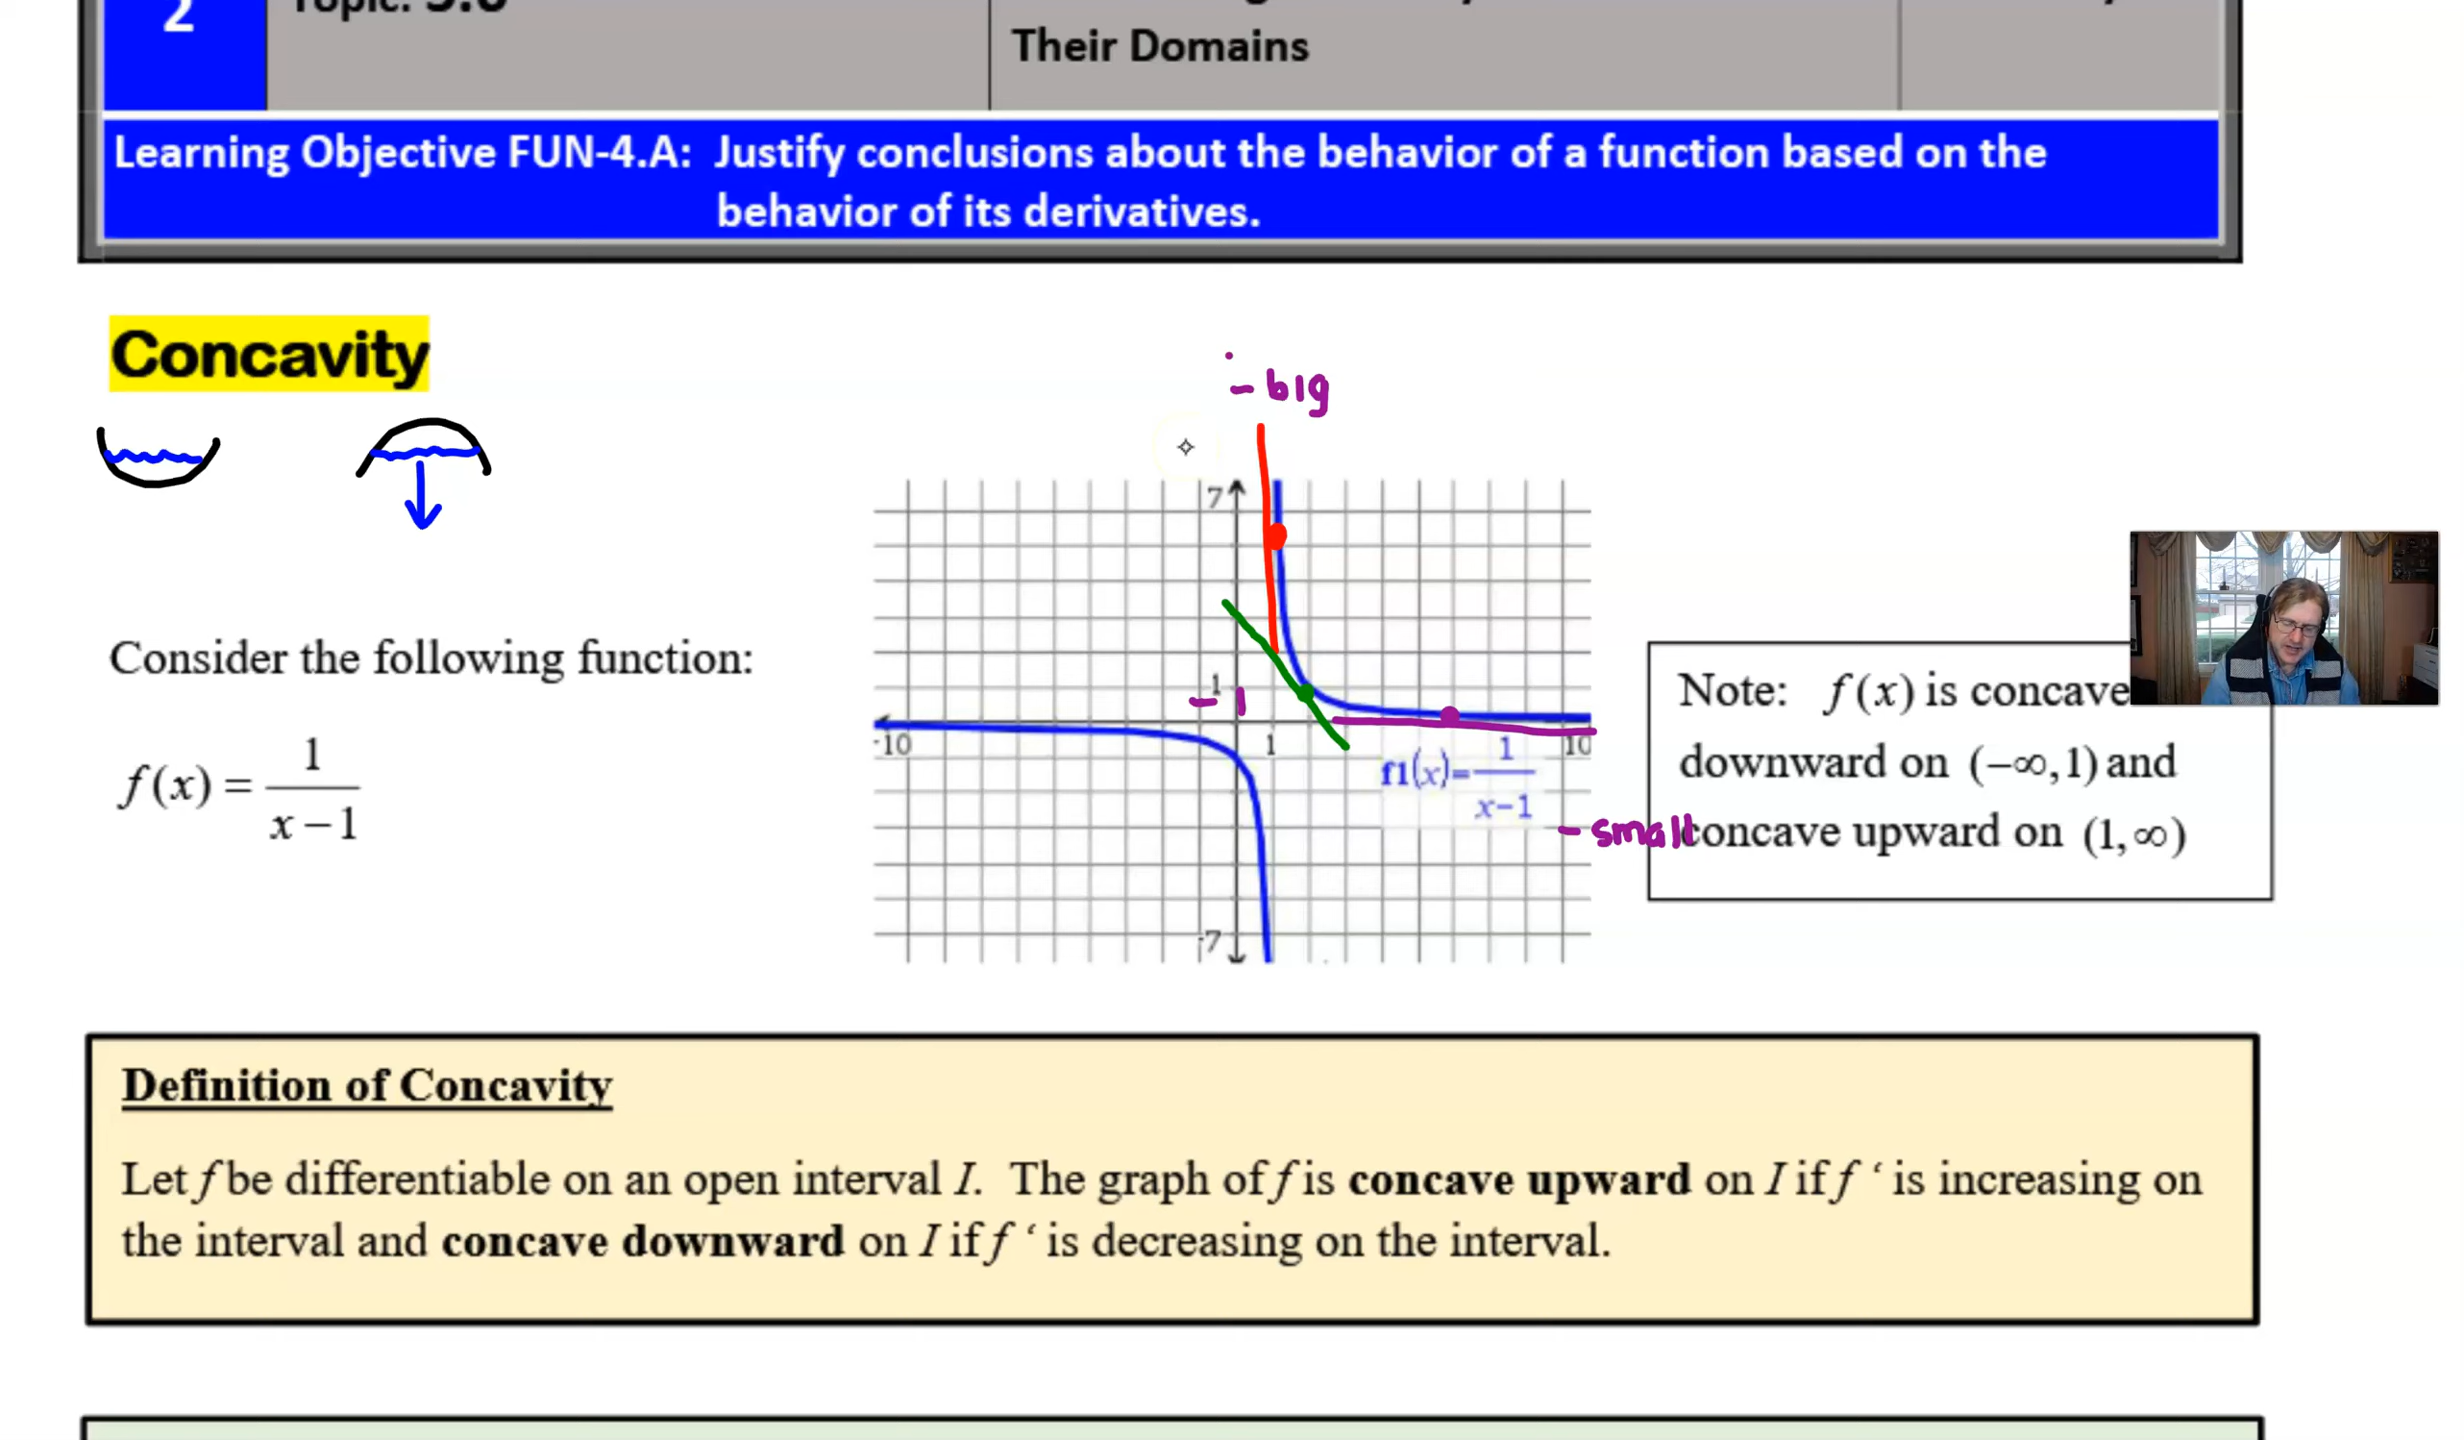 2
Topic: 5.6
Their Domains
Learning Objective FUN-4.A: Justify conclusions about the behavior of a function based on the
behavior of its derivatives.
Concavity
- big
7
Consider the following function:
f(x) = 1/(x − 1)
1
- 1
-10
1
10
f1(x)=1/(x−1)
- small
-7
Note: f(x) is concave
downward on (−∞,1) and
concave upward on (1,∞)
Definition of Concavity
Let f be differentiable on an open interval I. The graph of f is concave upward on I if f ‘ is increasing on
the interval and concave downward on I if f ‘ is decreasing on the interval.